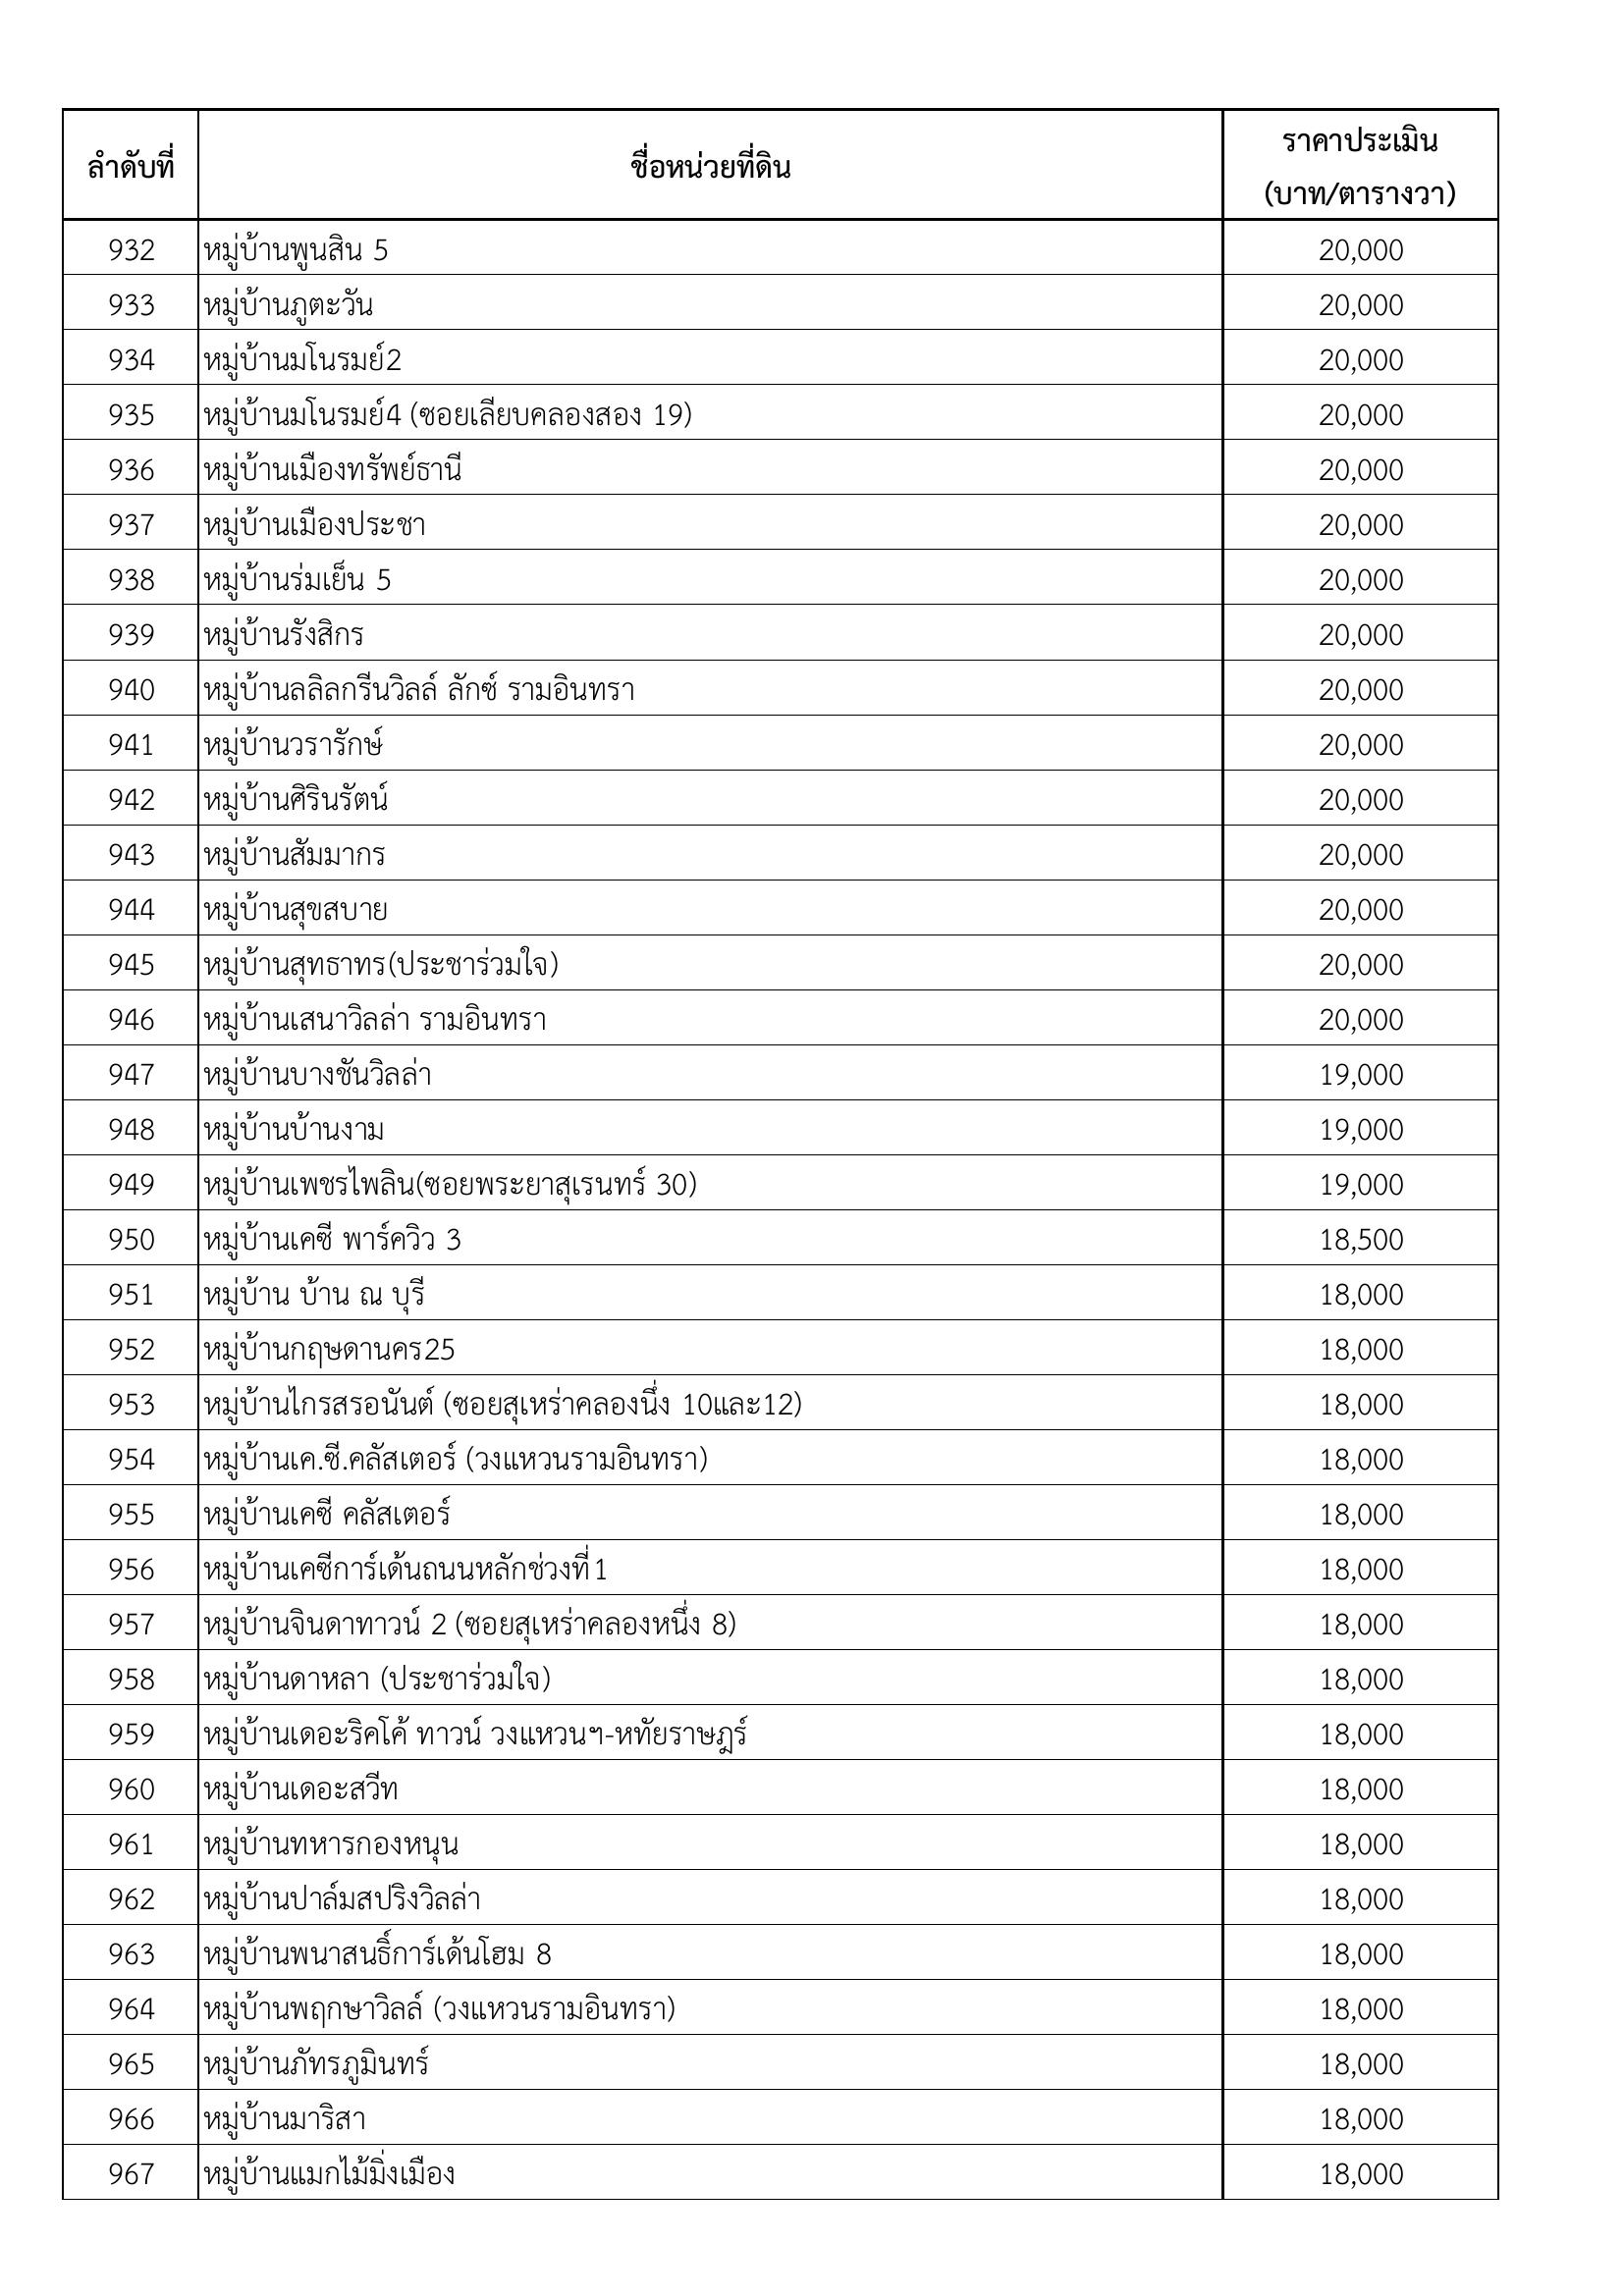 ลำดับที่ ชื่อหน่วยที่ดิน ราคาประเมิน
(บาท/ตารางวา)
932 หมู่บ้านพูนสิน 5 20,000
933 หมู่บ้านภูตะวัน 20,000
934 หมู่บ้านมโนรมย์2 20,000
935 หมู่บ้านมโนรมย์4 (ซอยเลียบคลองสอง 19) 20,000
936 หมู่บ้านเมืองทรัพย์ธานี 20,000
937 หมู่บ้านเมืองประชา 20,000
938 หมู่บ้านร่มเย็น 5 20,000
939 หมู่บ้านรังสิกร 20,000
940 หมู่บ้านลลิลกรีนวิลล์ ลักซ์ รามอินทรา 20,000
941 หมู่บ้านวรารักษ์ 20,000
942 หมู่บ้านศิรินรัตน์ 20,000
943 หมู่บ้านสัมมากร 20,000
944 หมู่บ้านสุขสบาย 20,000
945 หมู่บ้านสุทธาทร(ประชาร่วมใจ) 20,000
946 หมู่บ้านเสนาวิลล่า รามอินทรา 20,000
947 หมู่บ้านบางชันวิลล่า 19,000
948 หมู่บ้านบ้านงาม 19,000
949 หมู่บ้านเพชรไพลิน(ซอยพระยาสุเรนทร์ 30) 19,000
950 หมู่บ้านเคซี พาร์ควิว 3 18,500
951 หมู่บ้าน บ้าน ณ บุรี 18,000
952 หมู่บ้านกฤษดานคร25 18,000
953 หมู่บ้านไกรสรอนันต์ (ซอยสุเหร่าคลองนึ่ง 10และ12) 18,000
954 หมู่บ้านเค.ซี.คลัสเตอร์ (วงแหวนรามอินทรา) 18,000
955 หมู่บ้านเคซี คลัสเตอร์ 18,000
956 หมู่บ้านเคซีการ์เด้นถนนหลักช่วงที่1 18,000
957 หมู่บ้านจินดาทาวน์ 2 (ซอยสุเหร่าคลองหนึ่ง 8) 18,000
958 หมู่บ้านดาหลา (ประชาร่วมใจ) 18,000
959 หมู่บ้านเดอะริคโค้ ทาวน์ วงแหวนฯ-หทัยราษฎร์ 18,000
960 หมู่บ้านเดอะสวีท 18,000
961 หมู่บ้านทหารกองหนุน 18,000
962 หมู่บ้านปาล์มสปริงวิลล่า 18,000
963 หมู่บ้านพนาสนธิ์การ์เด้นโฮม 8 18,000
964 หมู่บ้านพฤกษาวิลล์ (วงแหวนรามอินทรา) 18,000
965 หมู่บ้านภัทรภูมินทร์ 18,000
966 หมู่บ้านมาริสา 18,000
967 หมู่บ้านแมกไม้มิ่งเมือง 18,000